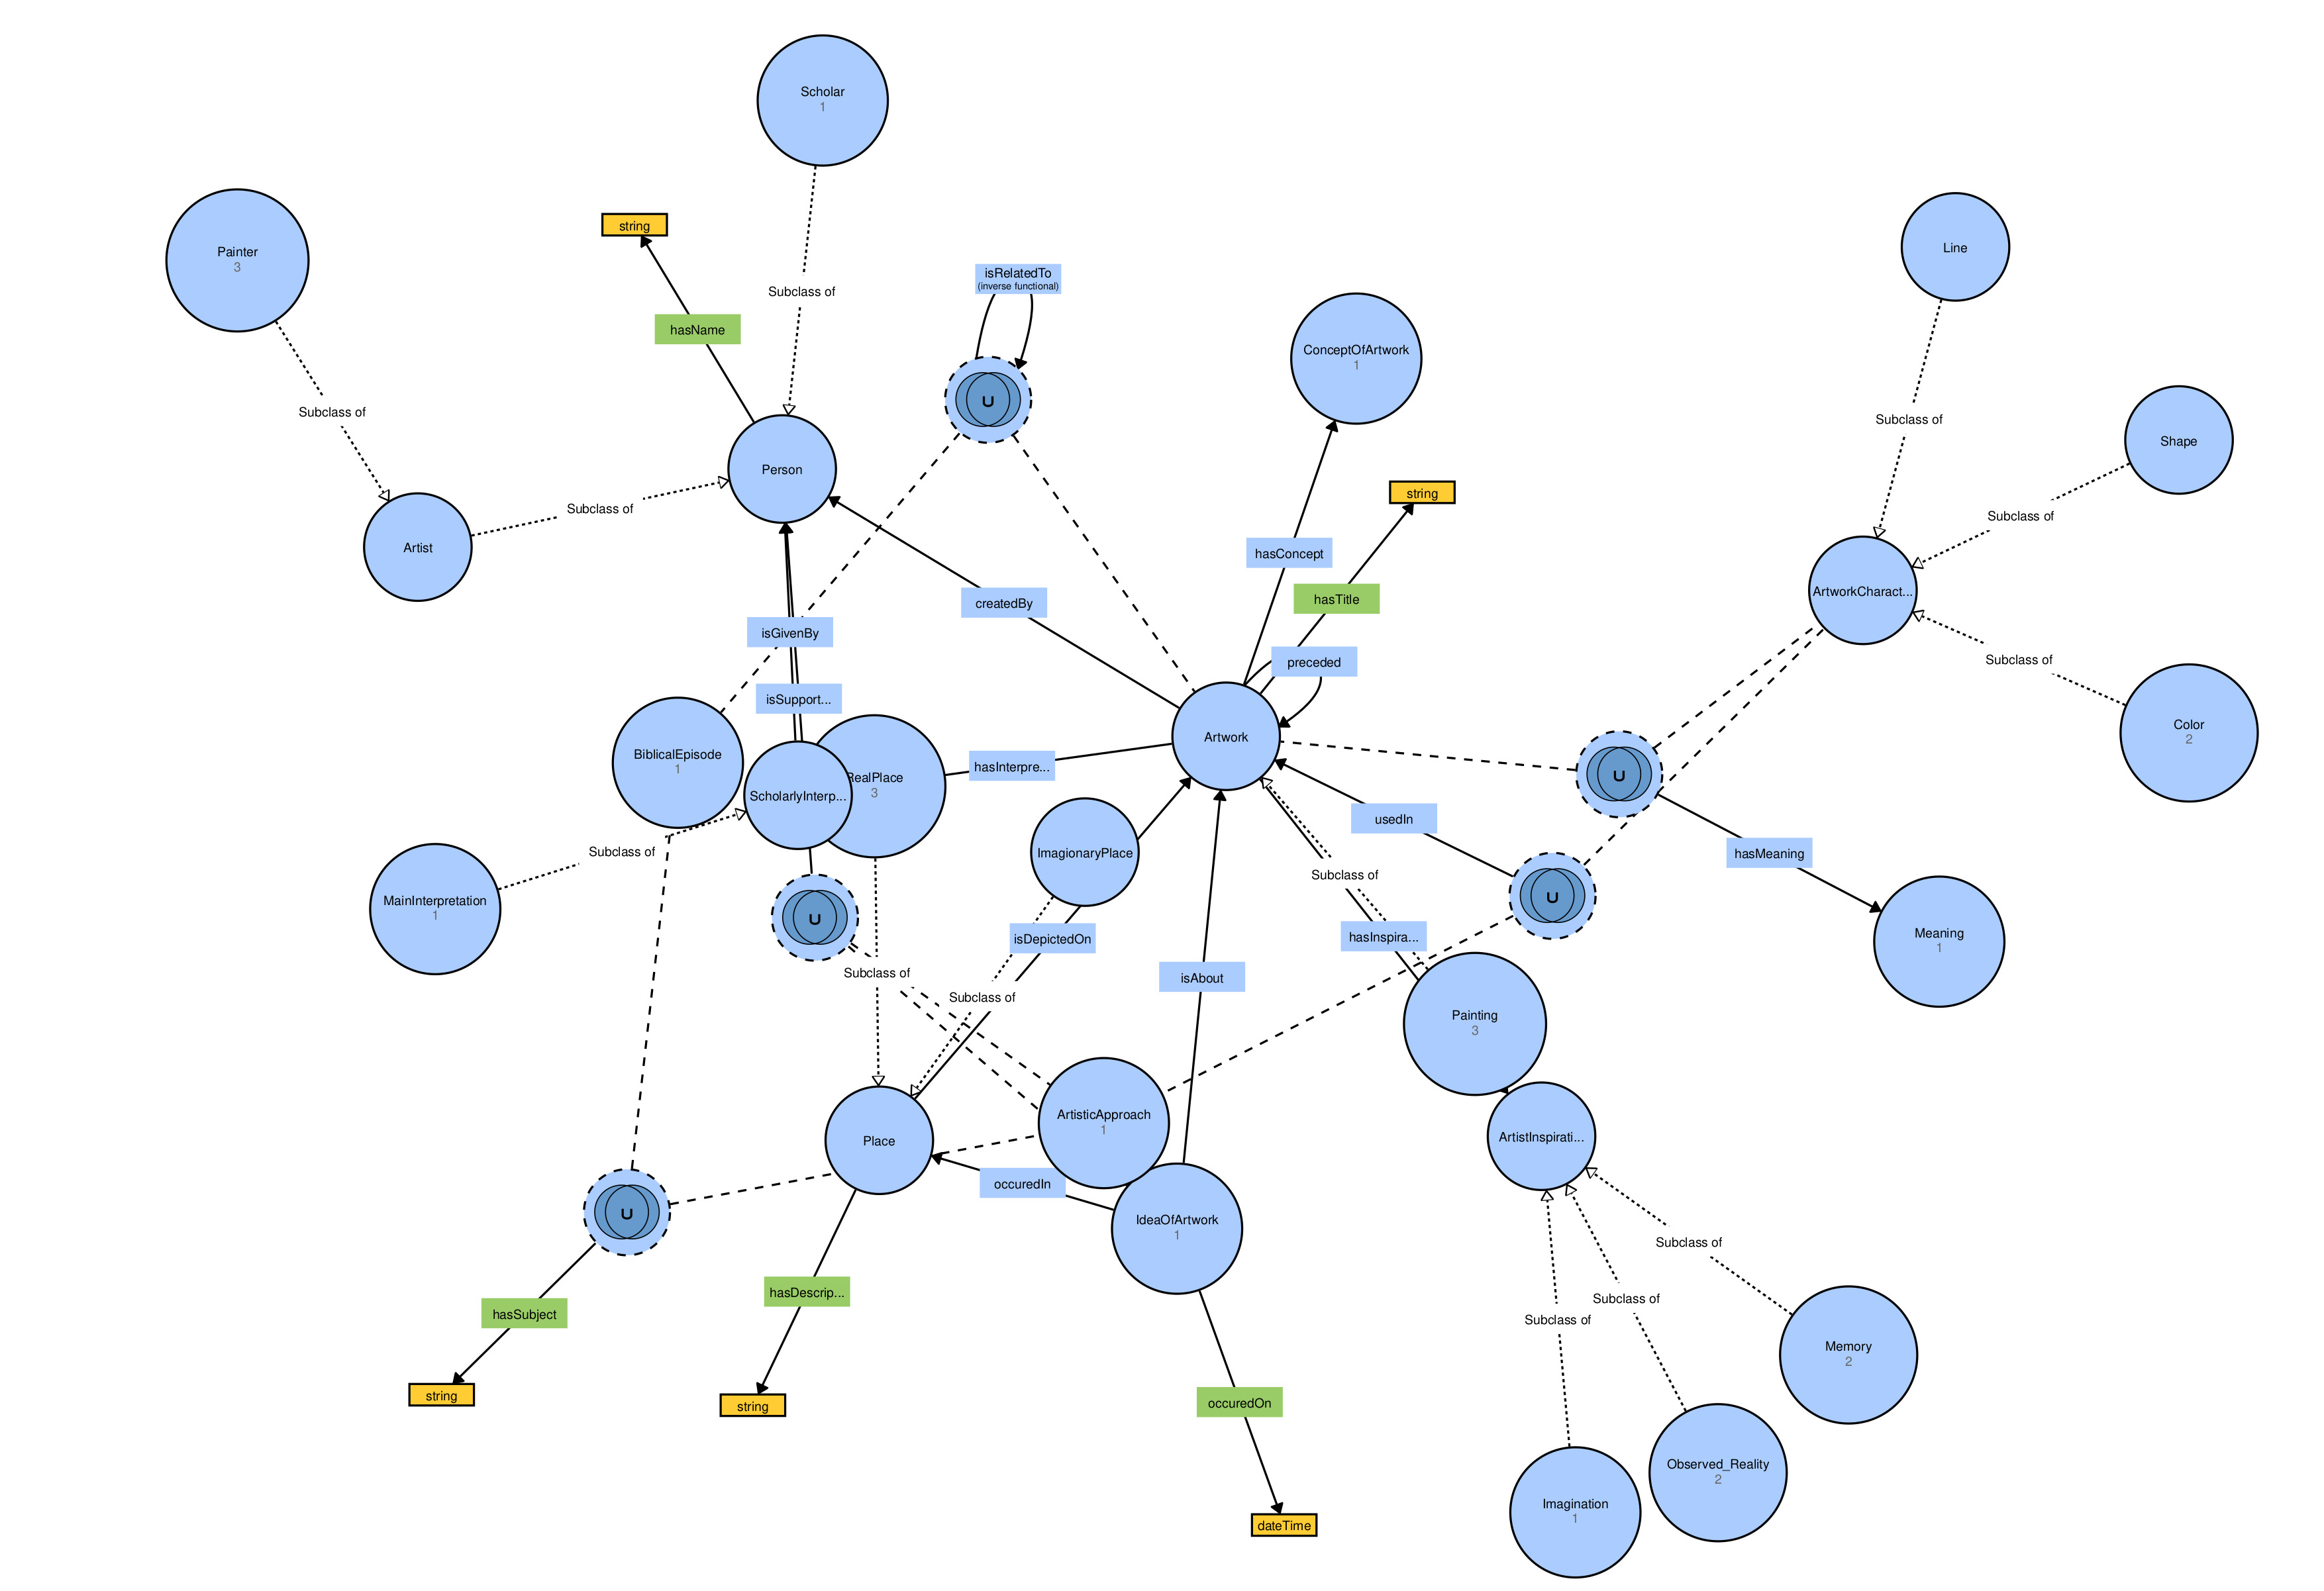 Scholar
1
Painter
3
string
Subclass of
hasName
isRelatedTo
(inverse functional)
Line
ConceptOfArtwork
1
∪
Subclass of
Subclass of
Shape
Person
string
Subclass of
Subclass of
Artist
hasConcept
ArtworkCharact...
hasTitle
createdBy
isGivenBy
preceded
Subclass of
isSupport...
Color
2
Artwork
BiblicalEpisode
1
hasInterpre...
RealPlace
3
∪
ScholarlyInterp...
usedIn
Subclass of
ImagionaryPlace
hasMeaning
Subclass of
∪
MainInterpretation
1
∪
isDepictedOn
hasInspira...
Meaning
1
Subclass of
isAbout
Subclass of
Painting
3
ArtisticApproach
1
Place
ArtistInspirati...
occuredIn
∪
IdeaOfArtwork
1
Subclass of
hasDescrip...
Subclass of
hasSubject
Subclass of
Memory
2
string
string
occuredOn
Observed_Reality
2
Imagination
1
dateTime